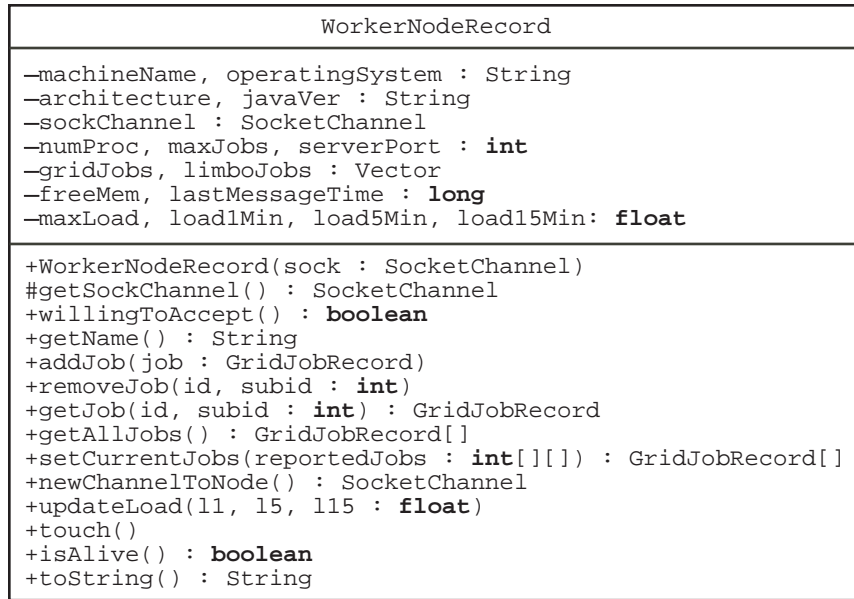 WorkerNodeRecord
–machineName, operatingSystem : String
–architecture, javaVer : String
–sockChannel : SocketChannel
–numProc, maxJobs, serverPort : int
–gridJobs, limboJobs : Vector
–freeMem, lastMessageTime : long
–maxLoad, load1Min, load5Min, load15Min: float
+WorkerNodeRecord(sock : SocketChannel)
#getSockChannel() : SocketChannel
+willingToAccept() : boolean
+getName() : String
+addJob(job : GridJobRecord)
+removeJob(id, subid : int)
+getJob(id, subid : int) : GridJobRecord
+getAllJobs() : GridJobRecord[]
+setCurrentJobs(reportedJobs : int[][]) : GridJobRecord[]
+newChannelToNode() : SocketChannel
+updateLoad(l1, l5, l15 : float)
+touch()
+isAlive() : boolean
+toString() : String